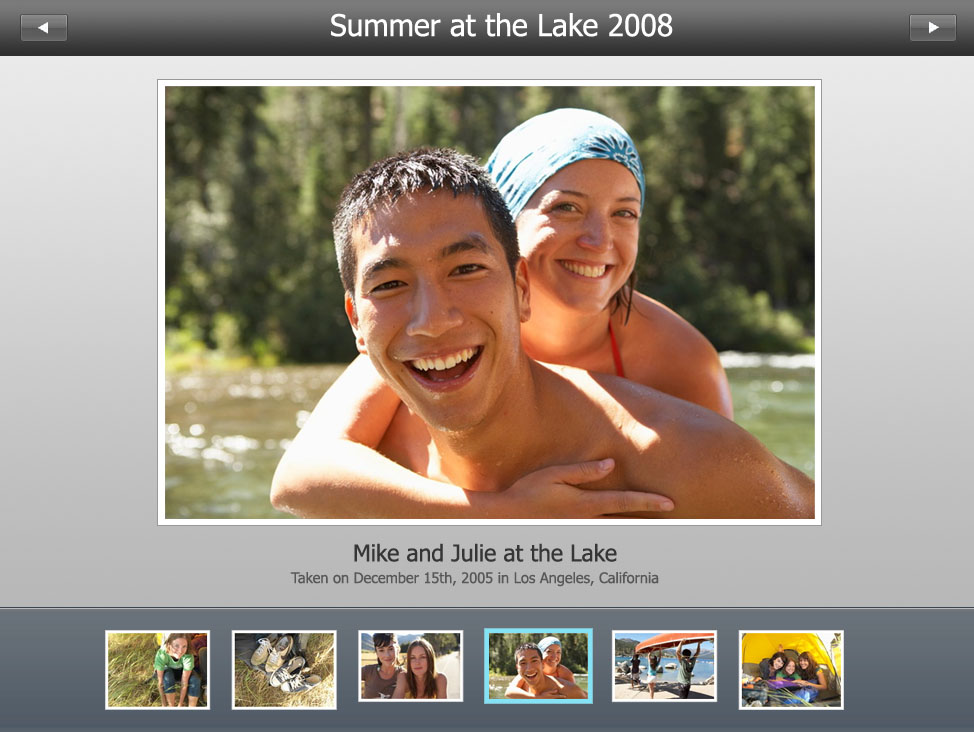 Summer at the Lake 2008
Mike and Julie at the Lake
Taken on December 15th, 2005 in Los Angeles, California